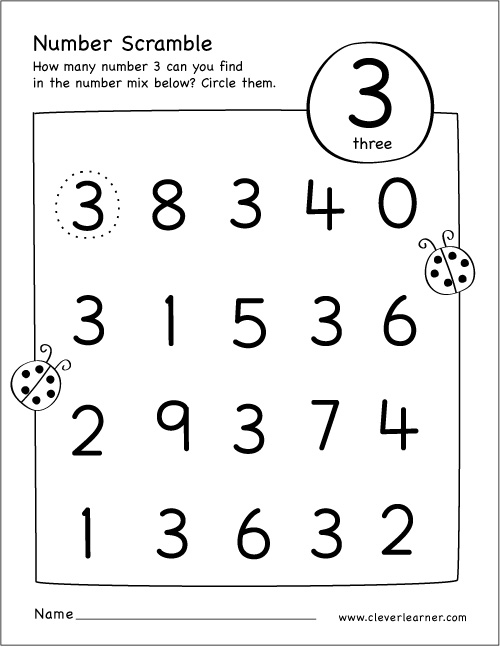 Number Scramble
How many number 3 can you find
in the number mix below? Circle them.
3
three
3 8 3 4 0
3 1 5 3 6
2 9 3 7 4
1 3 6 3 2
Name
www.cleverlearner.com